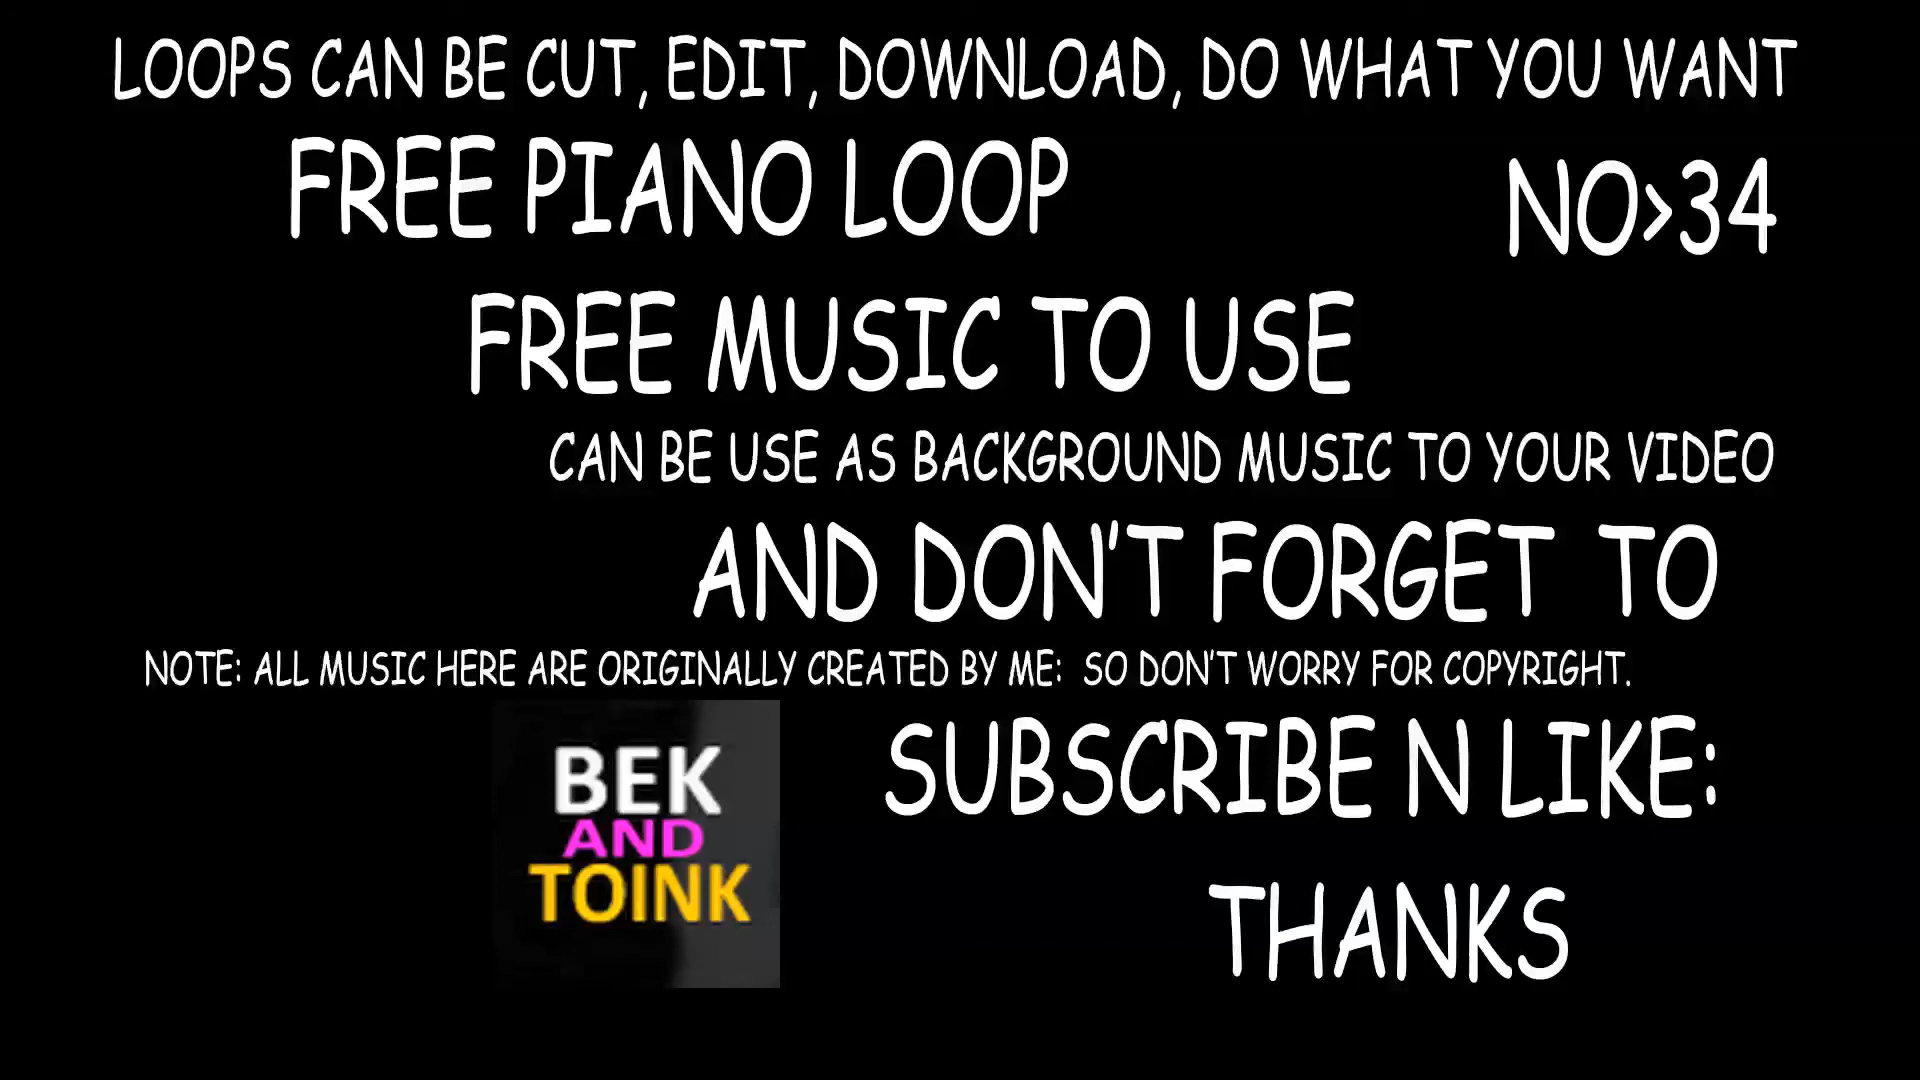 LOOPS CAN BE CUT, EDIT, DOWNLOAD, DO WHAT YOU WANT
FREE PIANO LOOP
NO>34
FREE MUSIC TO USE
CAN BE USE AS BACKGROUND MUSIC TO YOUR VIDEO
AND DON'T FORGET TO
NOTE: ALL MUSIC HERE ARE ORIGINALLY CREATED BY ME: SO DON'T WORRY FOR COPYRIGHT.
SUBSCRIBE N LIKE:
BEK
AND
TOINK
THANKS